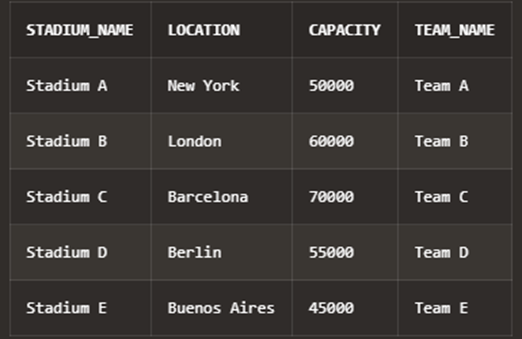 STADIUM_NAME LOCATION CAPACITY TEAM_NAME
Stadium A New York 50000 Team A
Stadium B London 60000 Team B
Stadium C Barcelona 70000 Team C
Stadium D Berlin 55000 Team D
Stadium E Buenos Aires 45000 Team E